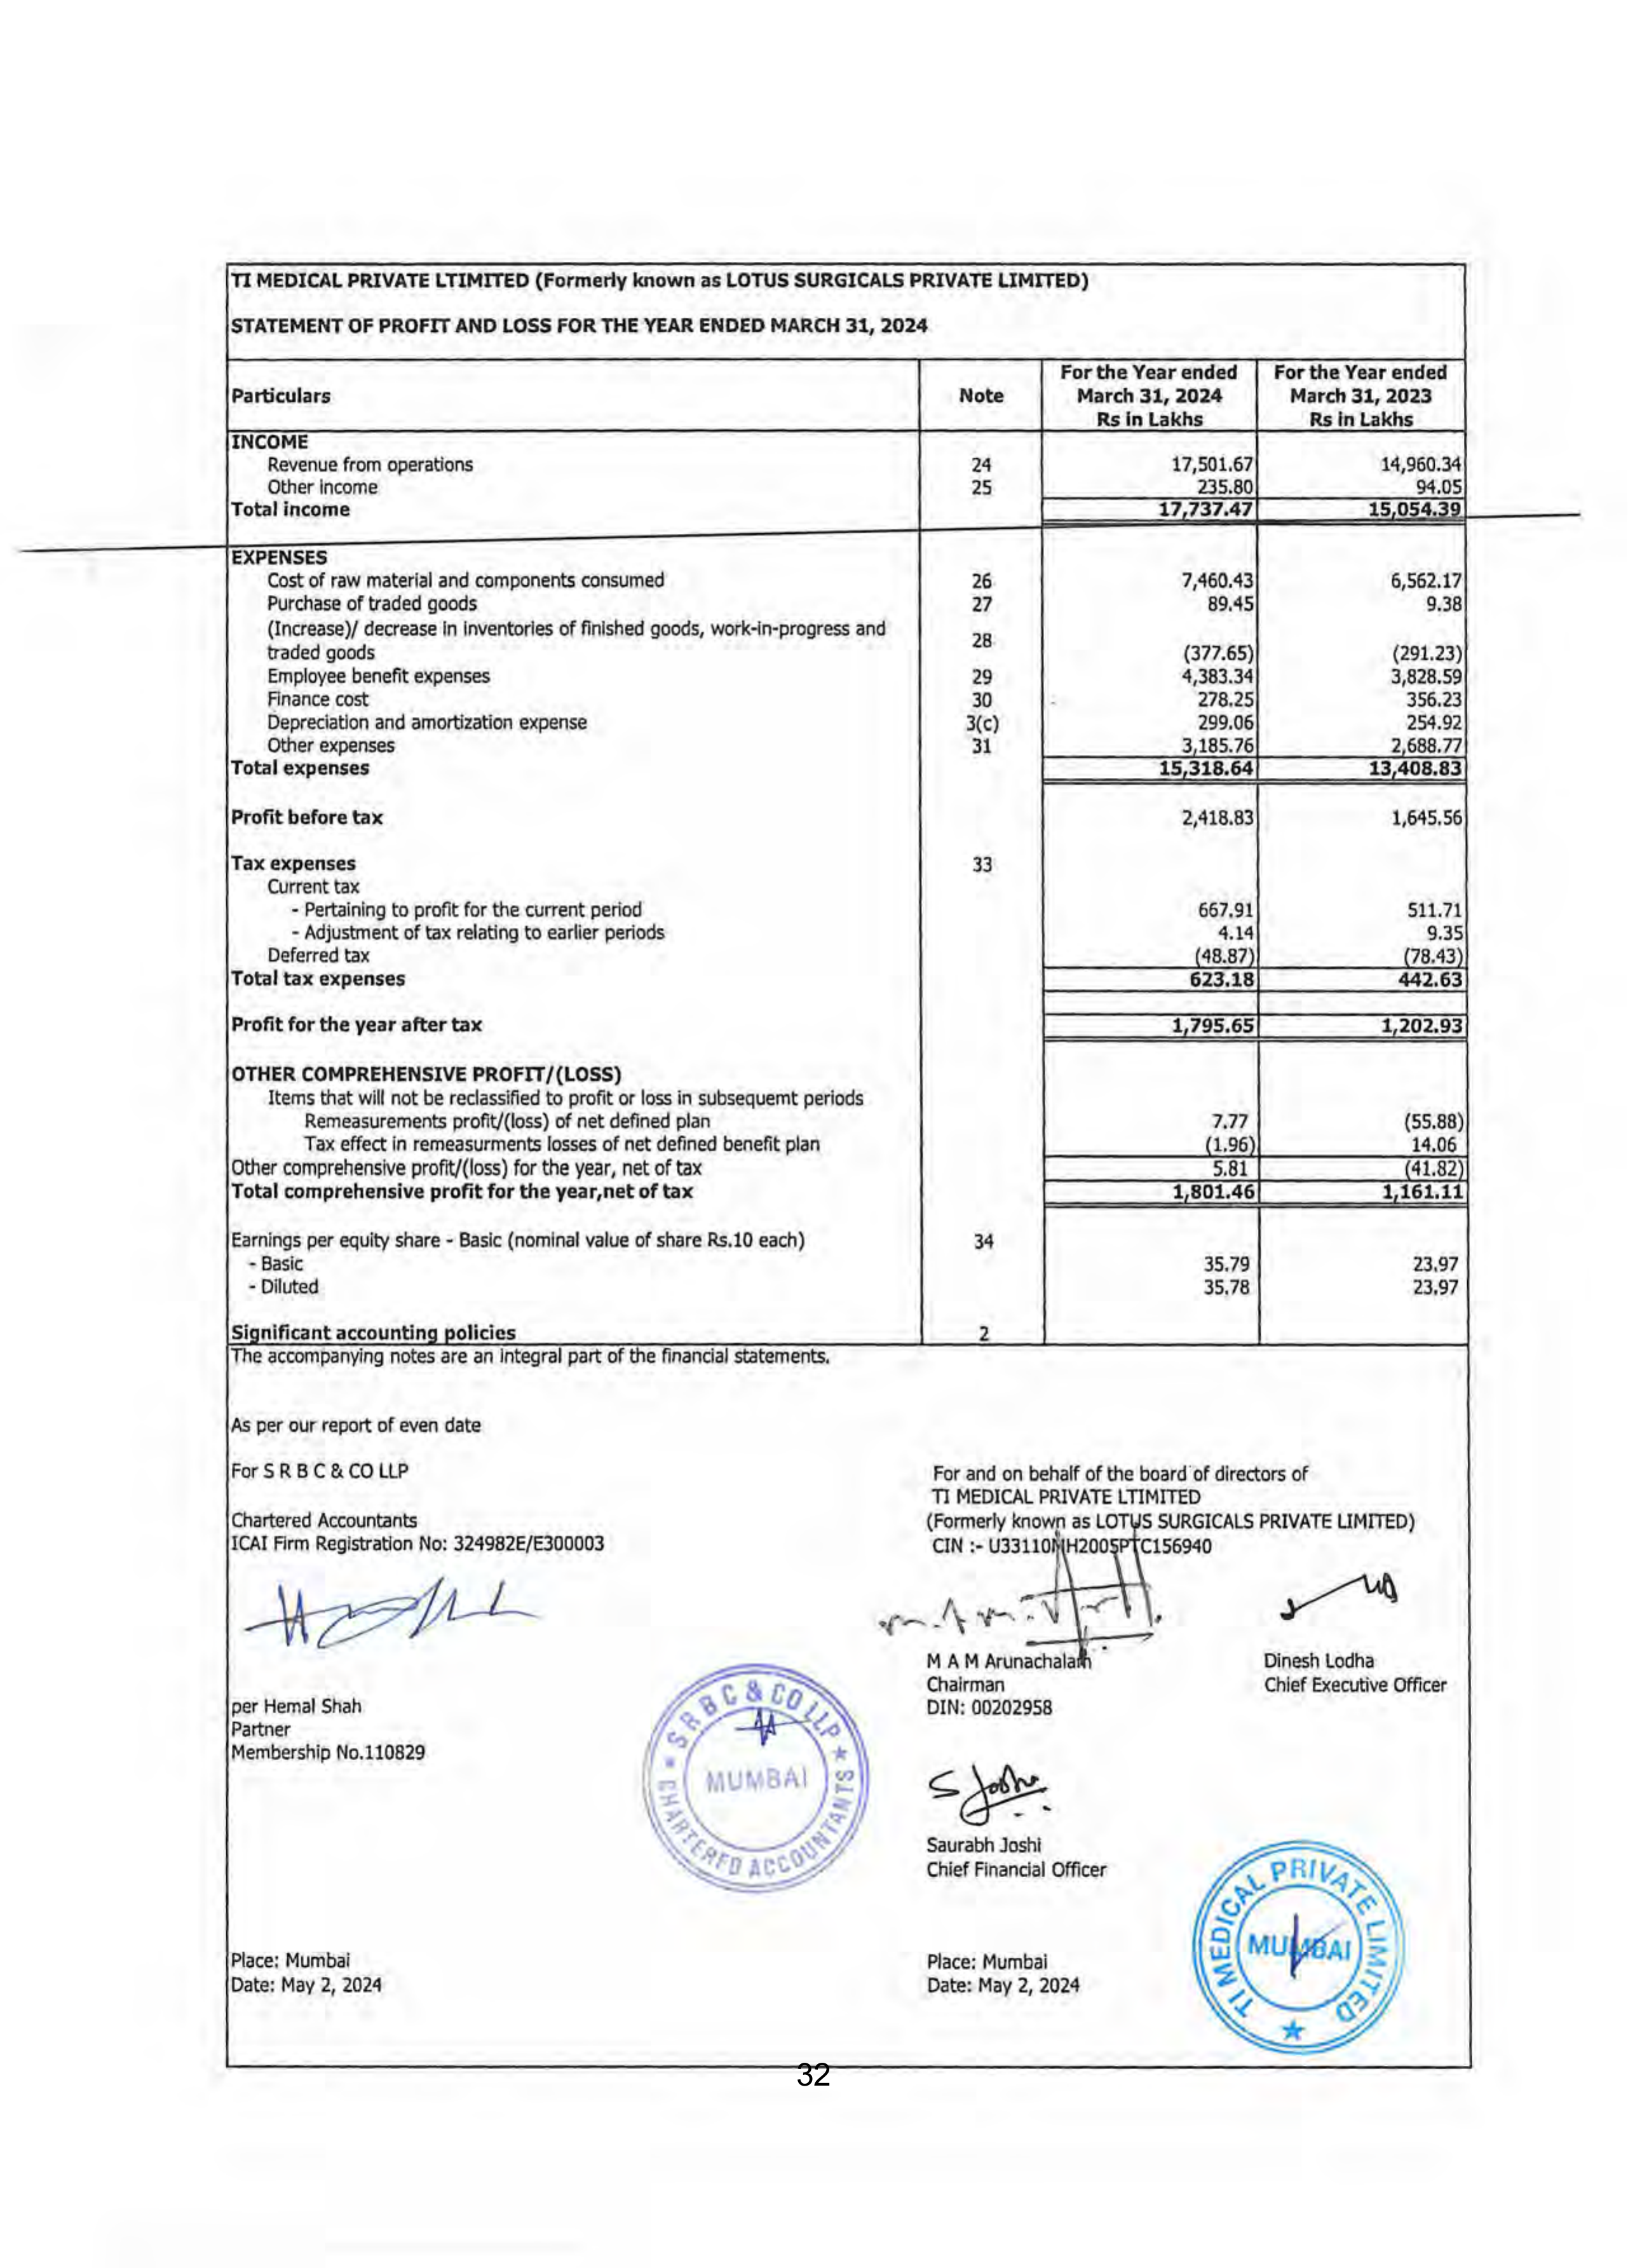 TI MEDICAL PRIVATE LTIMITED (Formerly known as LOTUS SURGICALS PRIVATE LIMITED)
STATEMENT OF PROFIT AND LOSS FOR THE YEAR ENDED MARCH 31, 2024
Particulars Note For the Year ended March 31, 2024 Rs in Lakhs For the Year ended March 31, 2023 Rs in Lakhs
INCOME
Revenue from operations 24 17,501.67 14,960.34
Other income 25 235.80 94.05
Total income 17,737.47 15,054.39
EXPENSES
Cost of raw material and components consumed 26 7,460.43 6,562.17
Purchase of traded goods 27 89.45 9.38
(Increase)/ decrease in inventories of finished goods, work-in-progress and
traded goods 28 (377.65) (291.23)
Employee benefit expenses 29 4,383.34 3,828.59
Finance cost 30 278.25 356.23
Depreciation and amortization expense 3(c) 299.06 254.92
Other expenses 31 3,185.76 2,688.77
Total expenses 15,318.64 13,408.83
Profit before tax 2,418.83 1,645.56
Tax expenses 33
Current tax
- Pertaining to profit for the current period 667.91 511.71
- Adjustment of tax relating to earlier periods 4.14 9.35
Deferred tax (48.87) (78.43)
Total tax expenses 623.18 442.63
Profit for the year after tax 1,795.65 1,202.93
OTHER COMPREHENSIVE PROFIT/(LOSS)
Items that will not be reclassified to profit or loss in subsequemt periods
Remeasurements profit/(loss) of net defined plan 7.77 (55.88)
Tax effect in remeasurments losses of net defined benefit plan (1.96) 14.06
Other comprehensive profit/(loss) for the year, net of tax 5.81 (41.82)
Total comprehensive profit for the year,net of tax 1,801.46 1,161.11
Earnings per equity share - Basic (nominal value of share Rs.10 each) 34
- Basic 35.79 23.97
- Diluted 35.78 23.97
Significant accounting policies 2
The accompanying notes are an integral part of the financial statements.
As per our report of even date
For S R B C & CO LLP
Chartered Accountants
ICAI Firm Registration No: 324982E/E300003
per Hemal Shah
Partner
Membership No.110829
Place: Mumbai
Date: May 2, 2024
S R B C & CO LLP
MUMBAI
CHARTERED ACCOUNTANTS
For and on behalf of the board of directors of
TI MEDICAL PRIVATE LTIMITED
(Formerly known as LOTUS SURGICALS PRIVATE LIMITED)
CIN :- U33110MH2005PTC156940
M A M Arunachalam
Chairman
DIN: 00202958
Dinesh Lodha
Chief Executive Officer
S Joshi
Saurabh Joshi
Chief Financial Officer
Place: Mumbai
Date: May 2, 2024
TI MEDICAL PRIVATE LIMITED
MUMBAI
32